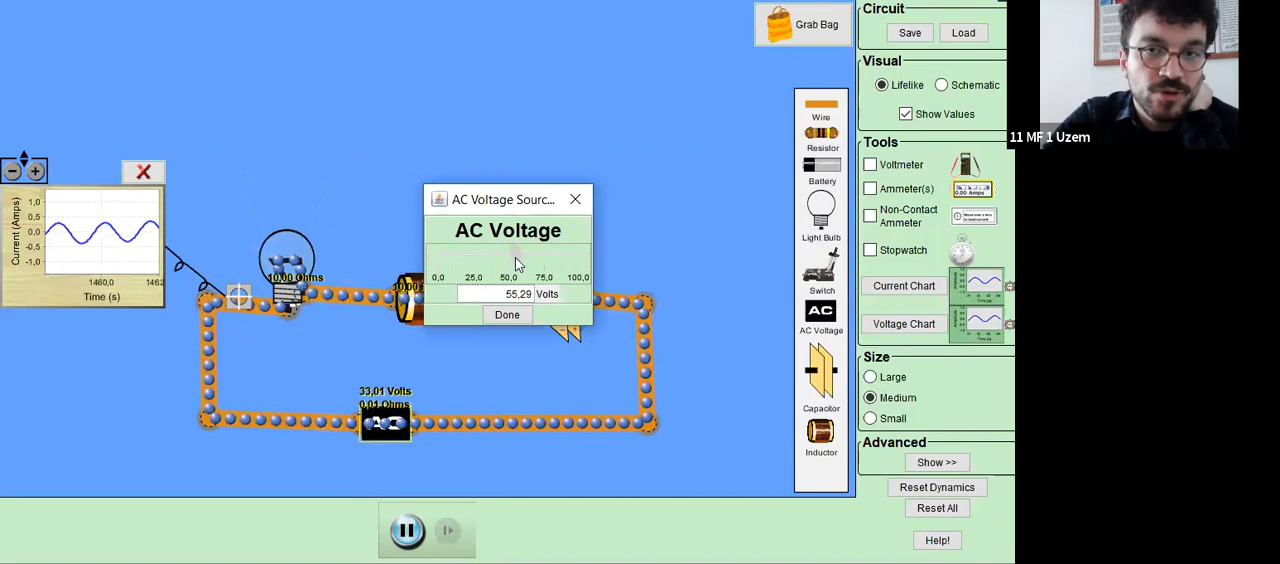 Grab Bag
Circuit
Save
Load
Visual
Lifelike
Schematic
Show Values
11 MF 1 Uzem
Tools
Voltmeter
Ammeter(s)
0.00 Amps
Non-Contact
Ammeter
Stopwatch
Current Chart
Voltage Chart
Size
Large
Medium
Small
Advanced
Show >>
Reset Dynamics
Reset All
Help!
Wire
Resistor
Battery
Light Bulb
Switch
AC
AC Voltage
Capacitor
Inductor
AC Voltage Sourc...
AC Voltage
0,0 25,0 50,0 75,0 100,0
55,29 Volts
Done
Current (Amps)
1,0
0,5
0,0
-0,5
-1,0
1460,0 1462
Time (s)
10,00 Ohms
33,01 Volts
0,01 Ohms